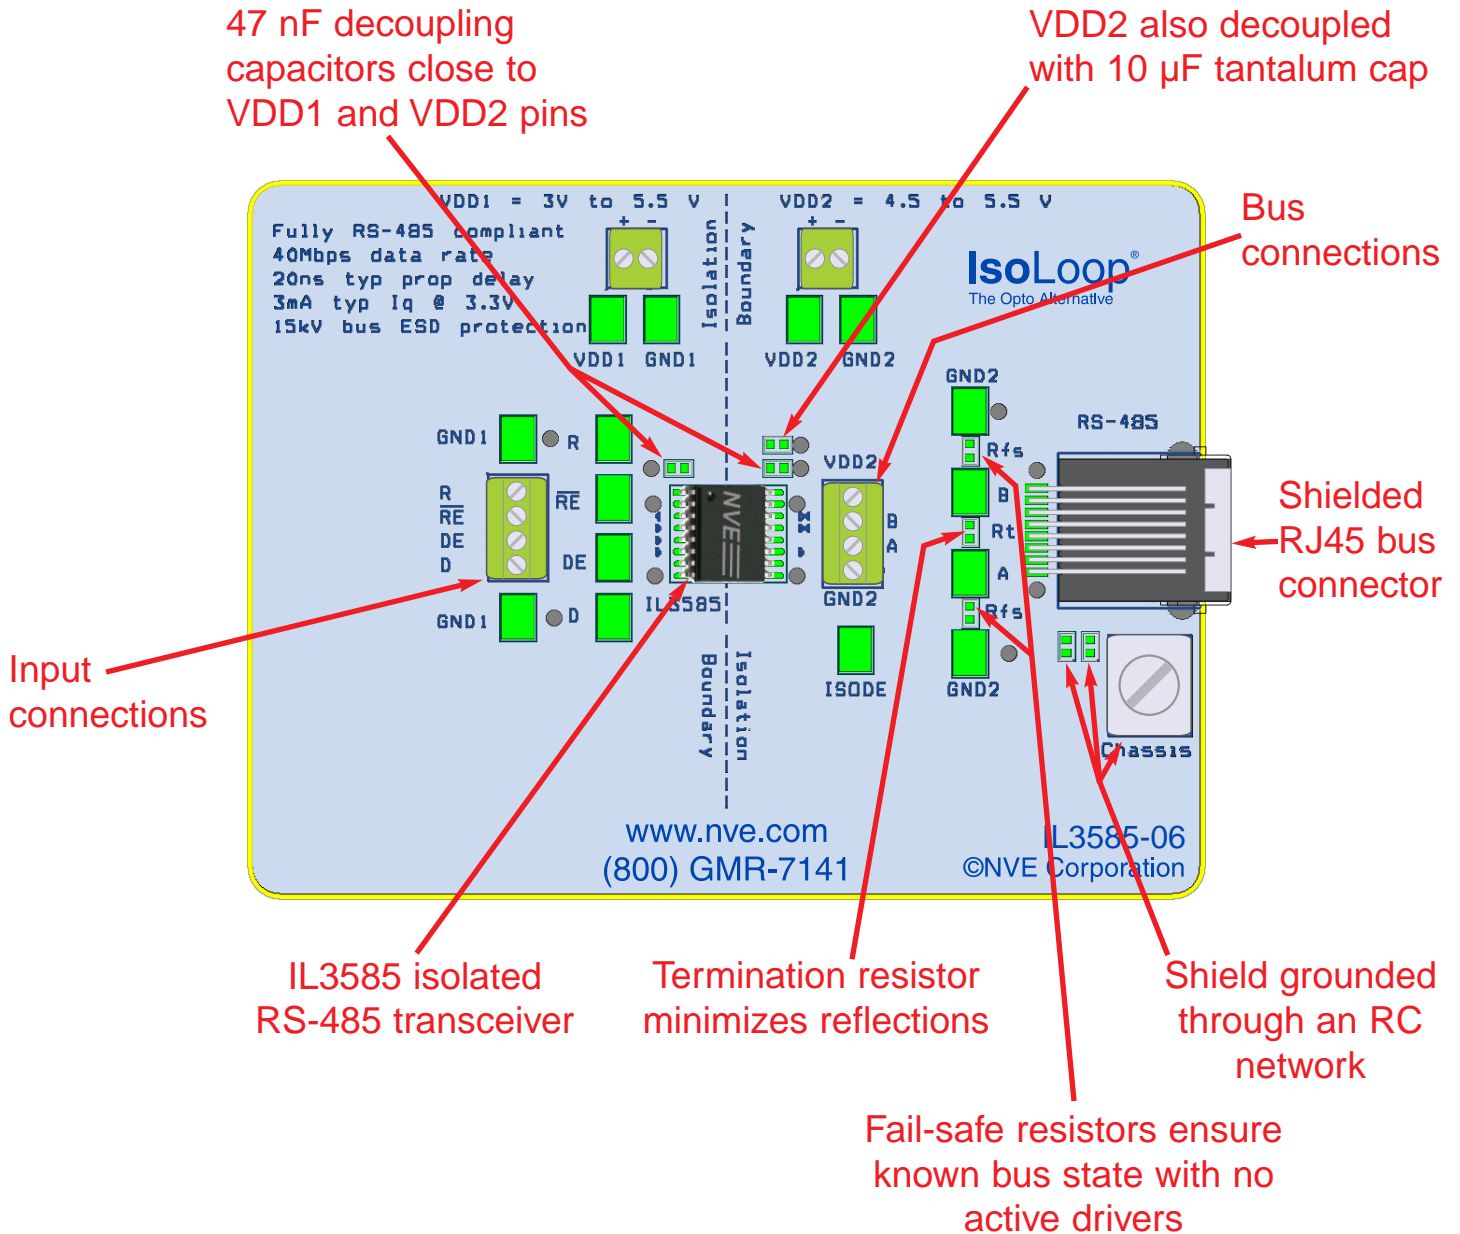 47 nF decoupling
capacitors close to
VDD1 and VDD2 pins
VDD2 also decoupled
with 10 µF tantalum cap
Bus
connections
VDD1 = 3V to 5.5 V
VDD2 = 4.5 to 5.5 V
Fully RS-485 compliant
40Mbps data rate
20ns typ prop delay
3mA typ Iq @ 3.3V
15kV bus ESD protection
+ -
+ -
Isolation
Boundary
IsoLoop®
The Opto Alternative
VDD1
GND1
VDD2
GND2
GND2
RS-485
GND1
R
R
RE
DE
D
RE
DE
D
GND1
NVE
IL3585
VDD2
B
A
GND2
Rfs
B
Rt
A
Rfs
GND2
ISODE
Isolation
Boundary
Chassis
Shielded
RJ45 bus
connector
Input
connections
www.nve.com
(800) GMR-7141
IL3585-06
©NVE Corporation
IL3585 isolated
RS-485 transceiver
Termination resistor
minimizes reflections
Shield grounded
through an RC
network
Fail-safe resistors ensure
known bus state with no
active drivers